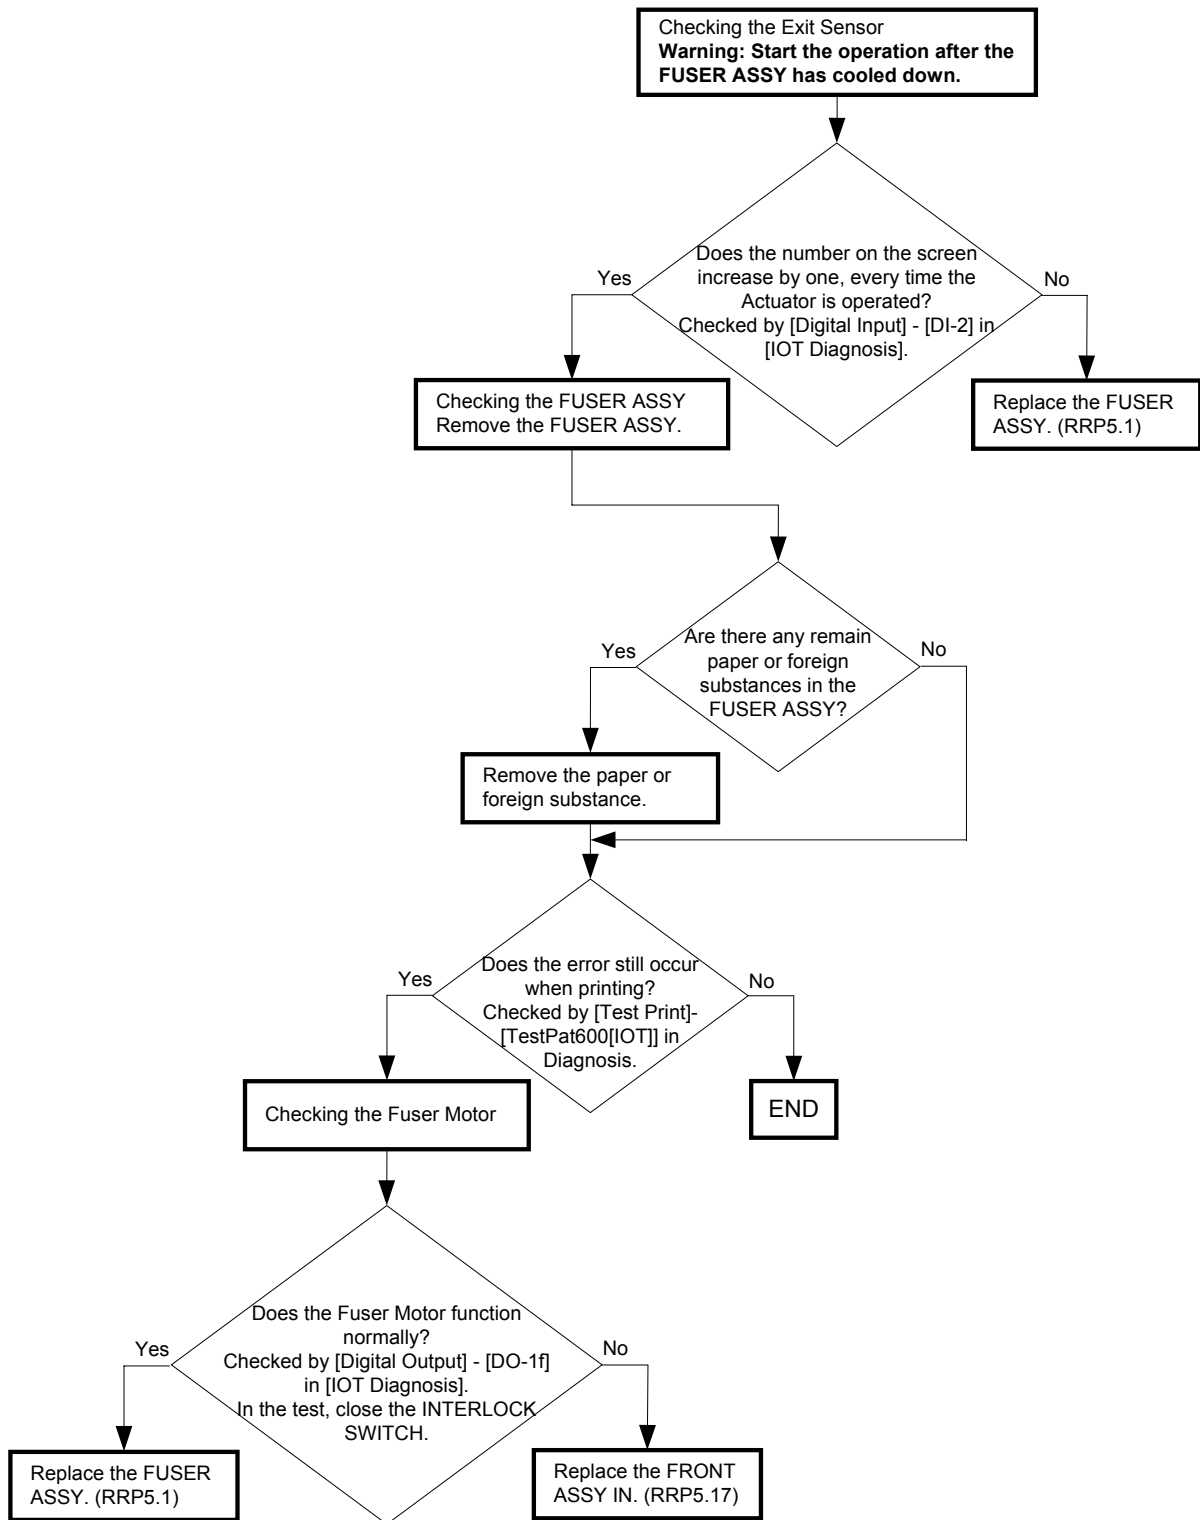 Checking the Exit Sensor
Warning: Start the operation after the
FUSER ASSY has cooled down.
Does the number on the screen
increase by one, every time the
Actuator is operated?
Checked by [Digital Input] - [DI-2] in
[IOT Diagnosis].
Yes
No
Checking the FUSER ASSY
Remove the FUSER ASSY.
Replace the FUSER
ASSY. (RRP5.1)
Are there any remain
paper or foreign
substances in the
FUSER ASSY?
Yes
No
Remove the paper or
foreign substance.
Does the error still occur
when printing?
Checked by [Test Print]-
[TestPat600[IOT]] in
Diagnosis.
Yes
No
Checking the Fuser Motor
END
Does the Fuser Motor function
normally?
Checked by [Digital Output] - [DO-1f]
in [IOT Diagnosis].
In the test, close the INTERLOCK
SWITCH.
Yes
No
Replace the FUSER
ASSY. (RRP5.1)
Replace the FRONT
ASSY IN. (RRP5.17)